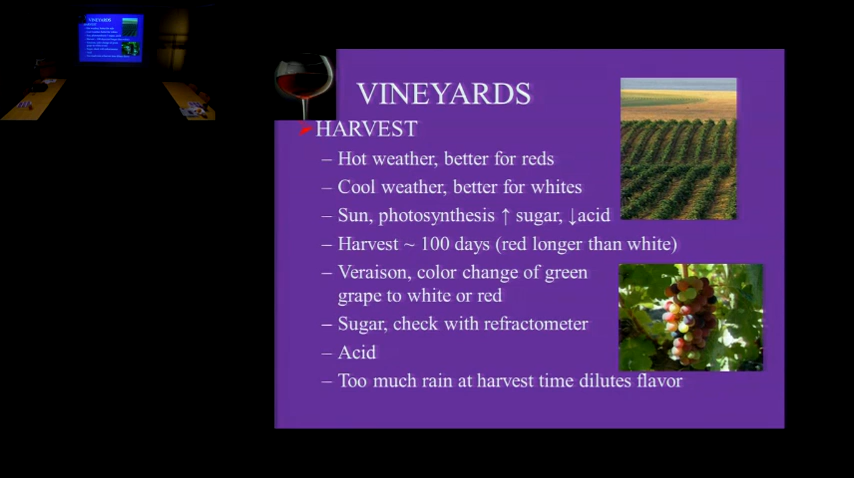 VINEYARDS
HARVEST
– Hot weather, better for reds
– Cool weather, better for whites
– Sun, photosynthesis ↑ sugar, ↓acid
– Harvest ~ 100 days (red longer than white)
– Veraison, color change of green
grape to white or red
– Sugar, check with refractometer
– Acid
– Too much rain at harvest time dilutes flavor
VINEYARDS